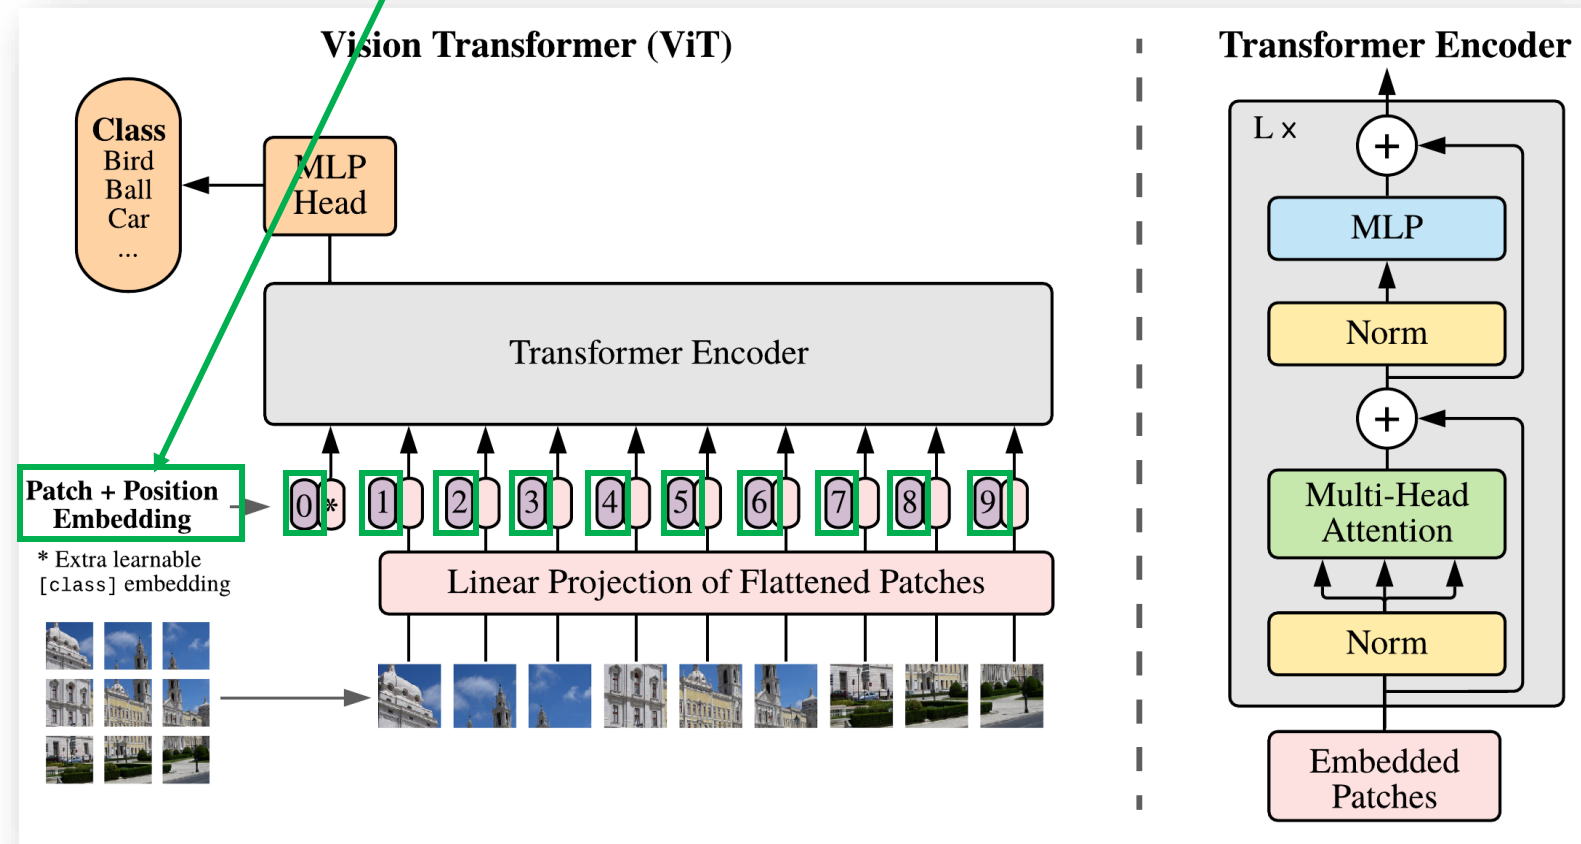 Vision Transformer (ViT)
Class
Bird
Ball
Car
...
MLP
Head
Transformer Encoder
Patch + Position
Embedding
0 * 1 2 3 4 5 6 7 8 9
* Extra learnable
[class] embedding
Linear Projection of Flattened Patches
Transformer Encoder
L x
+
MLP
Norm
+
Multi-Head
Attention
Norm
Embedded
Patches